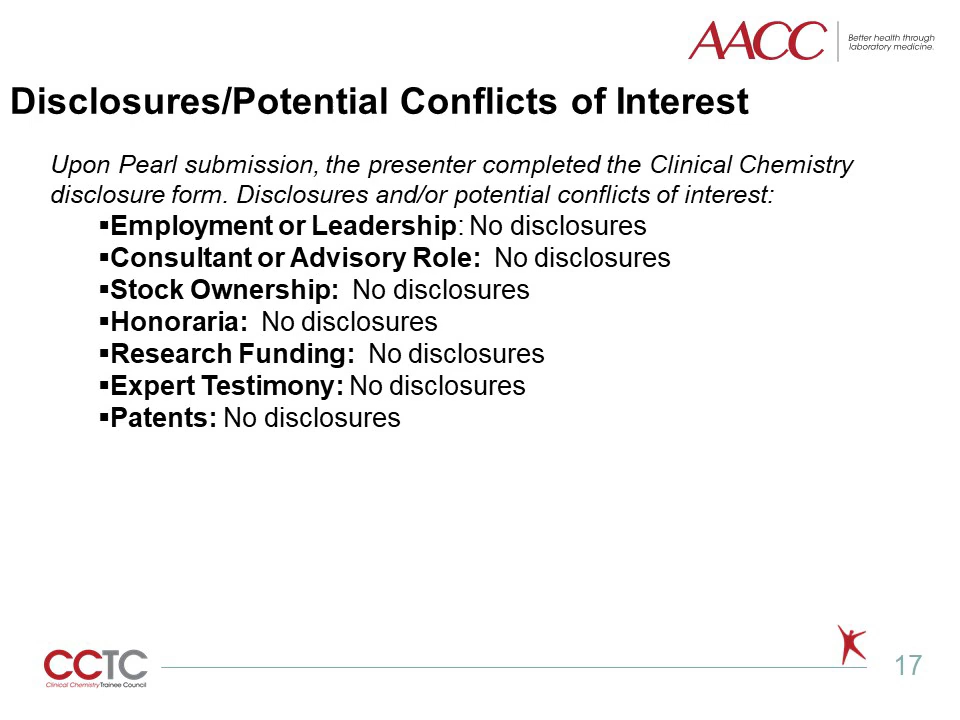 AACC
Better health through
laboratory medicine.
Disclosures/Potential Conflicts of Interest
Upon Pearl submission, the presenter completed the Clinical Chemistry
disclosure form. Disclosures and/or potential conflicts of interest:
▪Employment or Leadership: No disclosures
▪Consultant or Advisory Role:  No disclosures
▪Stock Ownership:  No disclosures
▪Honoraria:  No disclosures
▪Research Funding:  No disclosures
▪Expert Testimony: No disclosures
▪Patents: No disclosures
CCTC
Clinical ChemistryTrainee Council
17